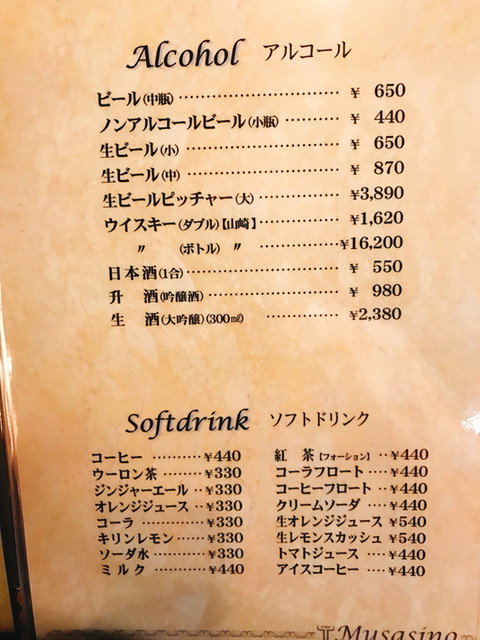 Alcohol アルコール
ビール(中瓶)……………………¥ 650
ノンアルコールビール(小瓶)…………¥ 440
生ビール(小)……………………¥ 650
生ビール(中)……………………¥ 870
生ビールピッチャー(大)……………¥3,890
ウイスキー(ダブル)【山崎】…………¥1,620
〃 (ボトル) 〃 …………¥16,200
日本酒(1合)……………………¥ 550
升 酒(吟醸酒)…………………¥ 980
生 酒(大吟醸)(300㎖) …………¥2,380
Softdrink ソフトドリンク
コーヒー ………¥440
ウーロン茶………¥330
ジンジャーエール‥¥330
オレンジジュース‥¥330
コーラ ……………¥330
キリンレモン……¥330
ソーダ水…………¥330
ミルク ……………¥440
紅 茶【フォーション】‥¥440
コーラフロート…¥440
コーヒーフロート‥¥440
クリームソーダ …¥440
生オレンジジュース ¥540
生レモンスカッシュ ¥540
トマトジュース …¥440
アイスコーヒー …¥440
Musasino